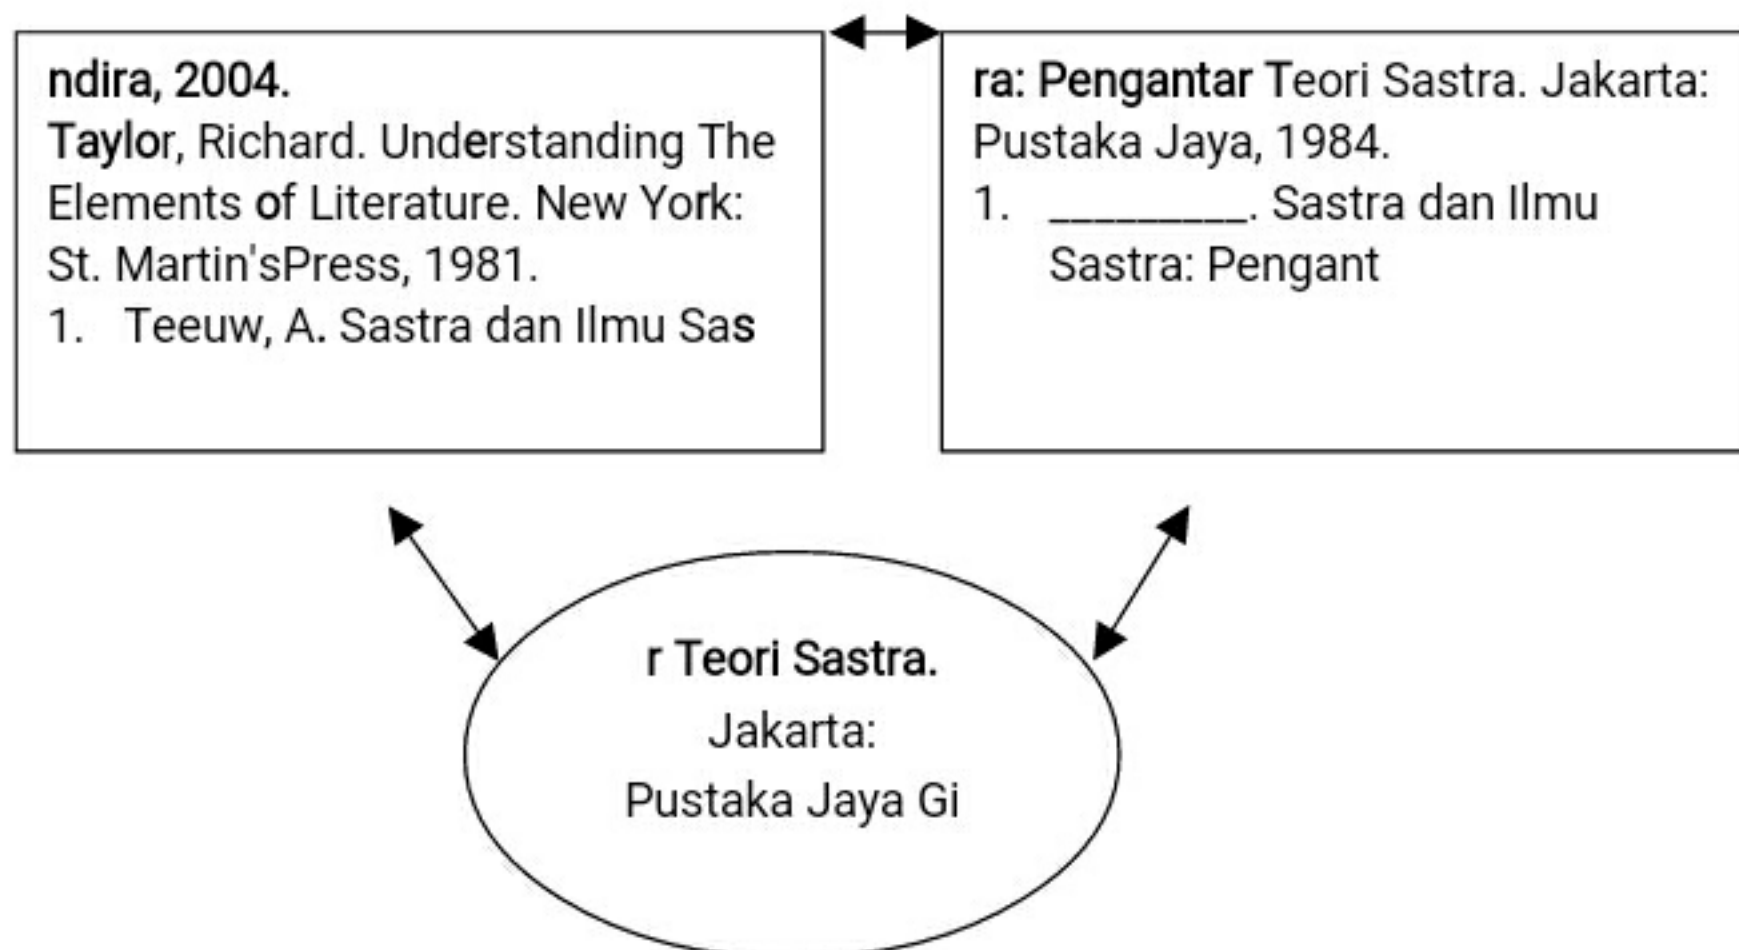 ndira, 2004.
Taylor, Richard. Understanding The
Elements of Literature. New York:
St. Martin'sPress, 1981.
1. Teeuw, A. Sastra dan Ilmu Sas
ra: Pengantar Teori Sastra. Jakarta:
Pustaka Jaya, 1984.
1. _________. Sastra dan Ilmu
Sastra: Pengant
r Teori Sastra.
Jakarta:
Pustaka Jaya Gi